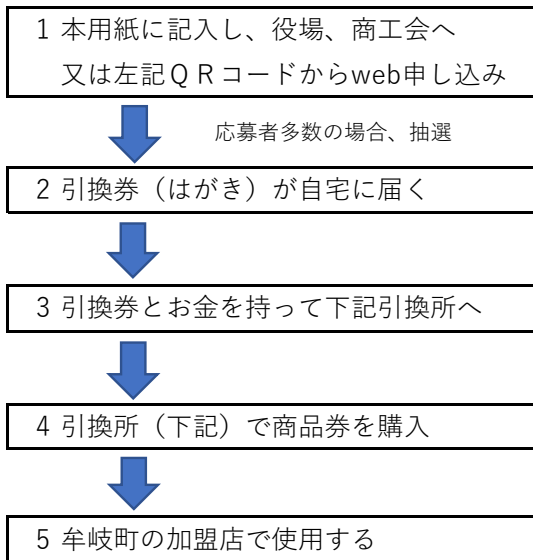 1 本用紙に記入し、役場、商工会へ
又は左記ＱＲコードからweb申し込み
応募者多数の場合、抽選
2 引換券（はがき）が自宅に届く
3 引換券とお金を持って下記引換所へ
4 引換所（下記）で商品券を購入
5 牟岐町の加盟店で使用する